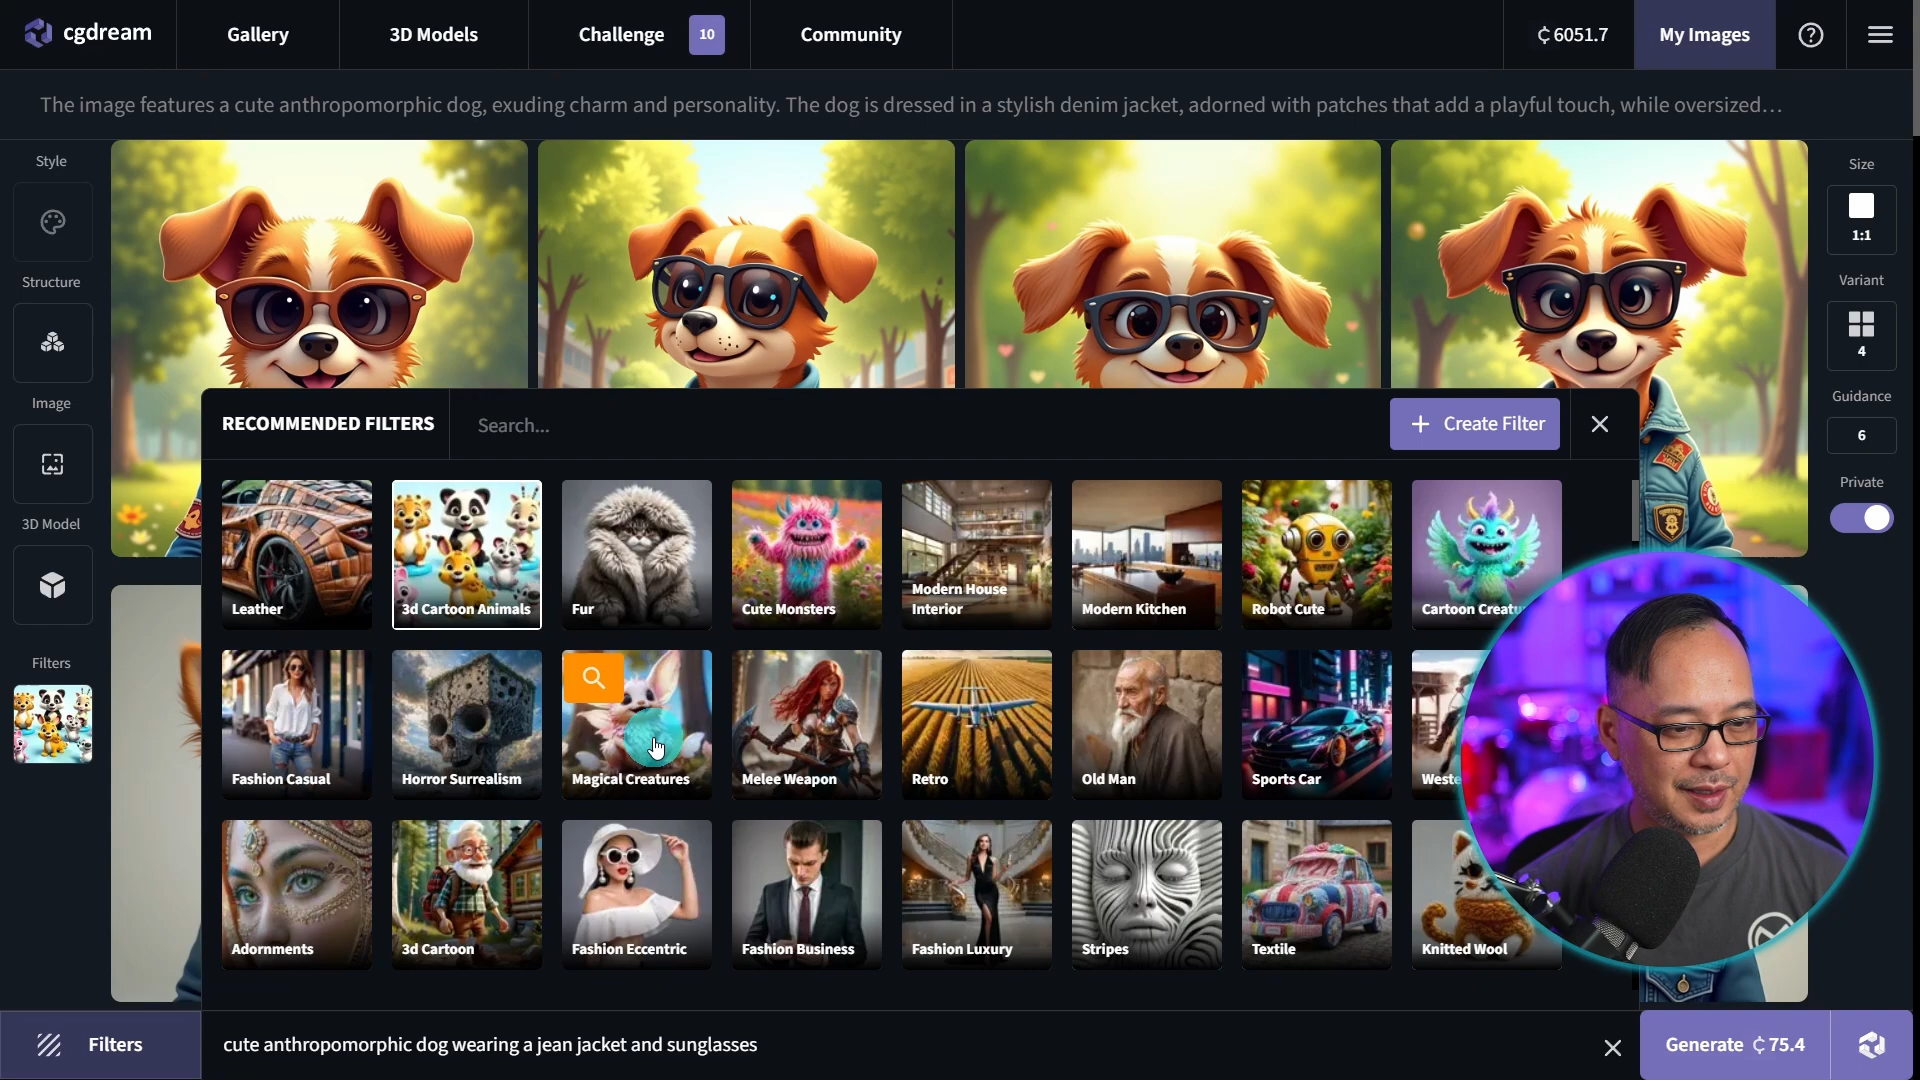 cgdream
Gallery
3D Models
Challenge
10
Community
₵ 6051.7
My Images
?
The image features a cute anthropomorphic dog, exuding charm and personality. The dog is dressed in a stylish denim jacket, adorned with patches that add a playful touch, while oversized…
Style
Structure
Image
3D Model
Filters
Size
1:1
Variant
4
Guidance
6
Private
RECOMMENDED FILTERS
Search...
+ Create Filter
Leather
3d Cartoon Animals
Fur
Cute Monsters
Modern House
Interior
Modern Kitchen
Robot Cute
Cartoon Creatu
Fashion Casual
Horror Surrealism
Magical Creatures
Melee Weapon
Retro
Old Man
Sports Car
Weste
Adornments
3d Cartoon
Fashion Eccentric
Fashion Business
Fashion Luxury
Stripes
Textile
Knitted Wool
Filters
cute anthropomorphic dog wearing a jean jacket and sunglasses
Generate ₵ 75.4